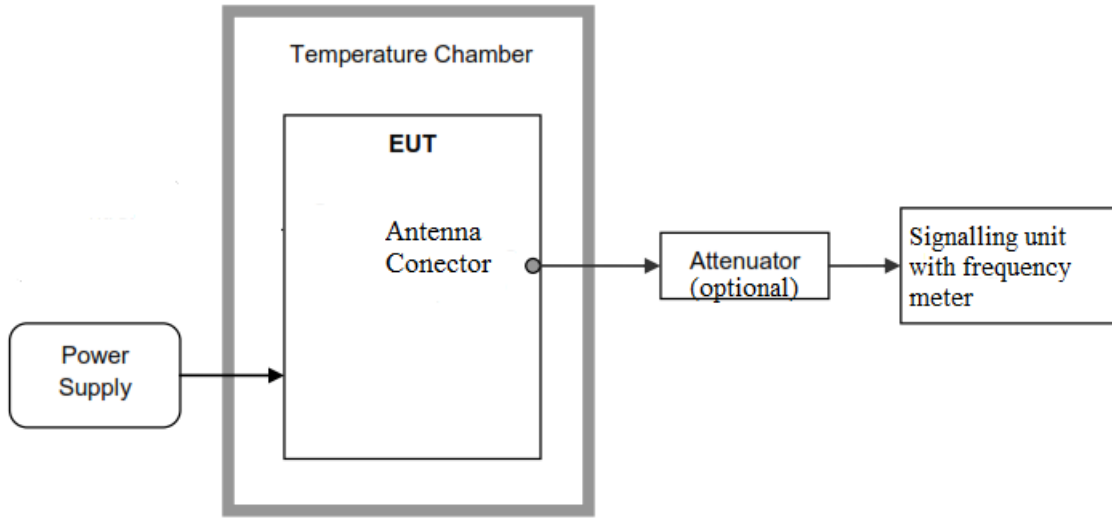 Temperature Chamber
EUT
Antenna
Conector
Attenuator
(optional)
Signalling unit
with frequency
meter
Power
Supply